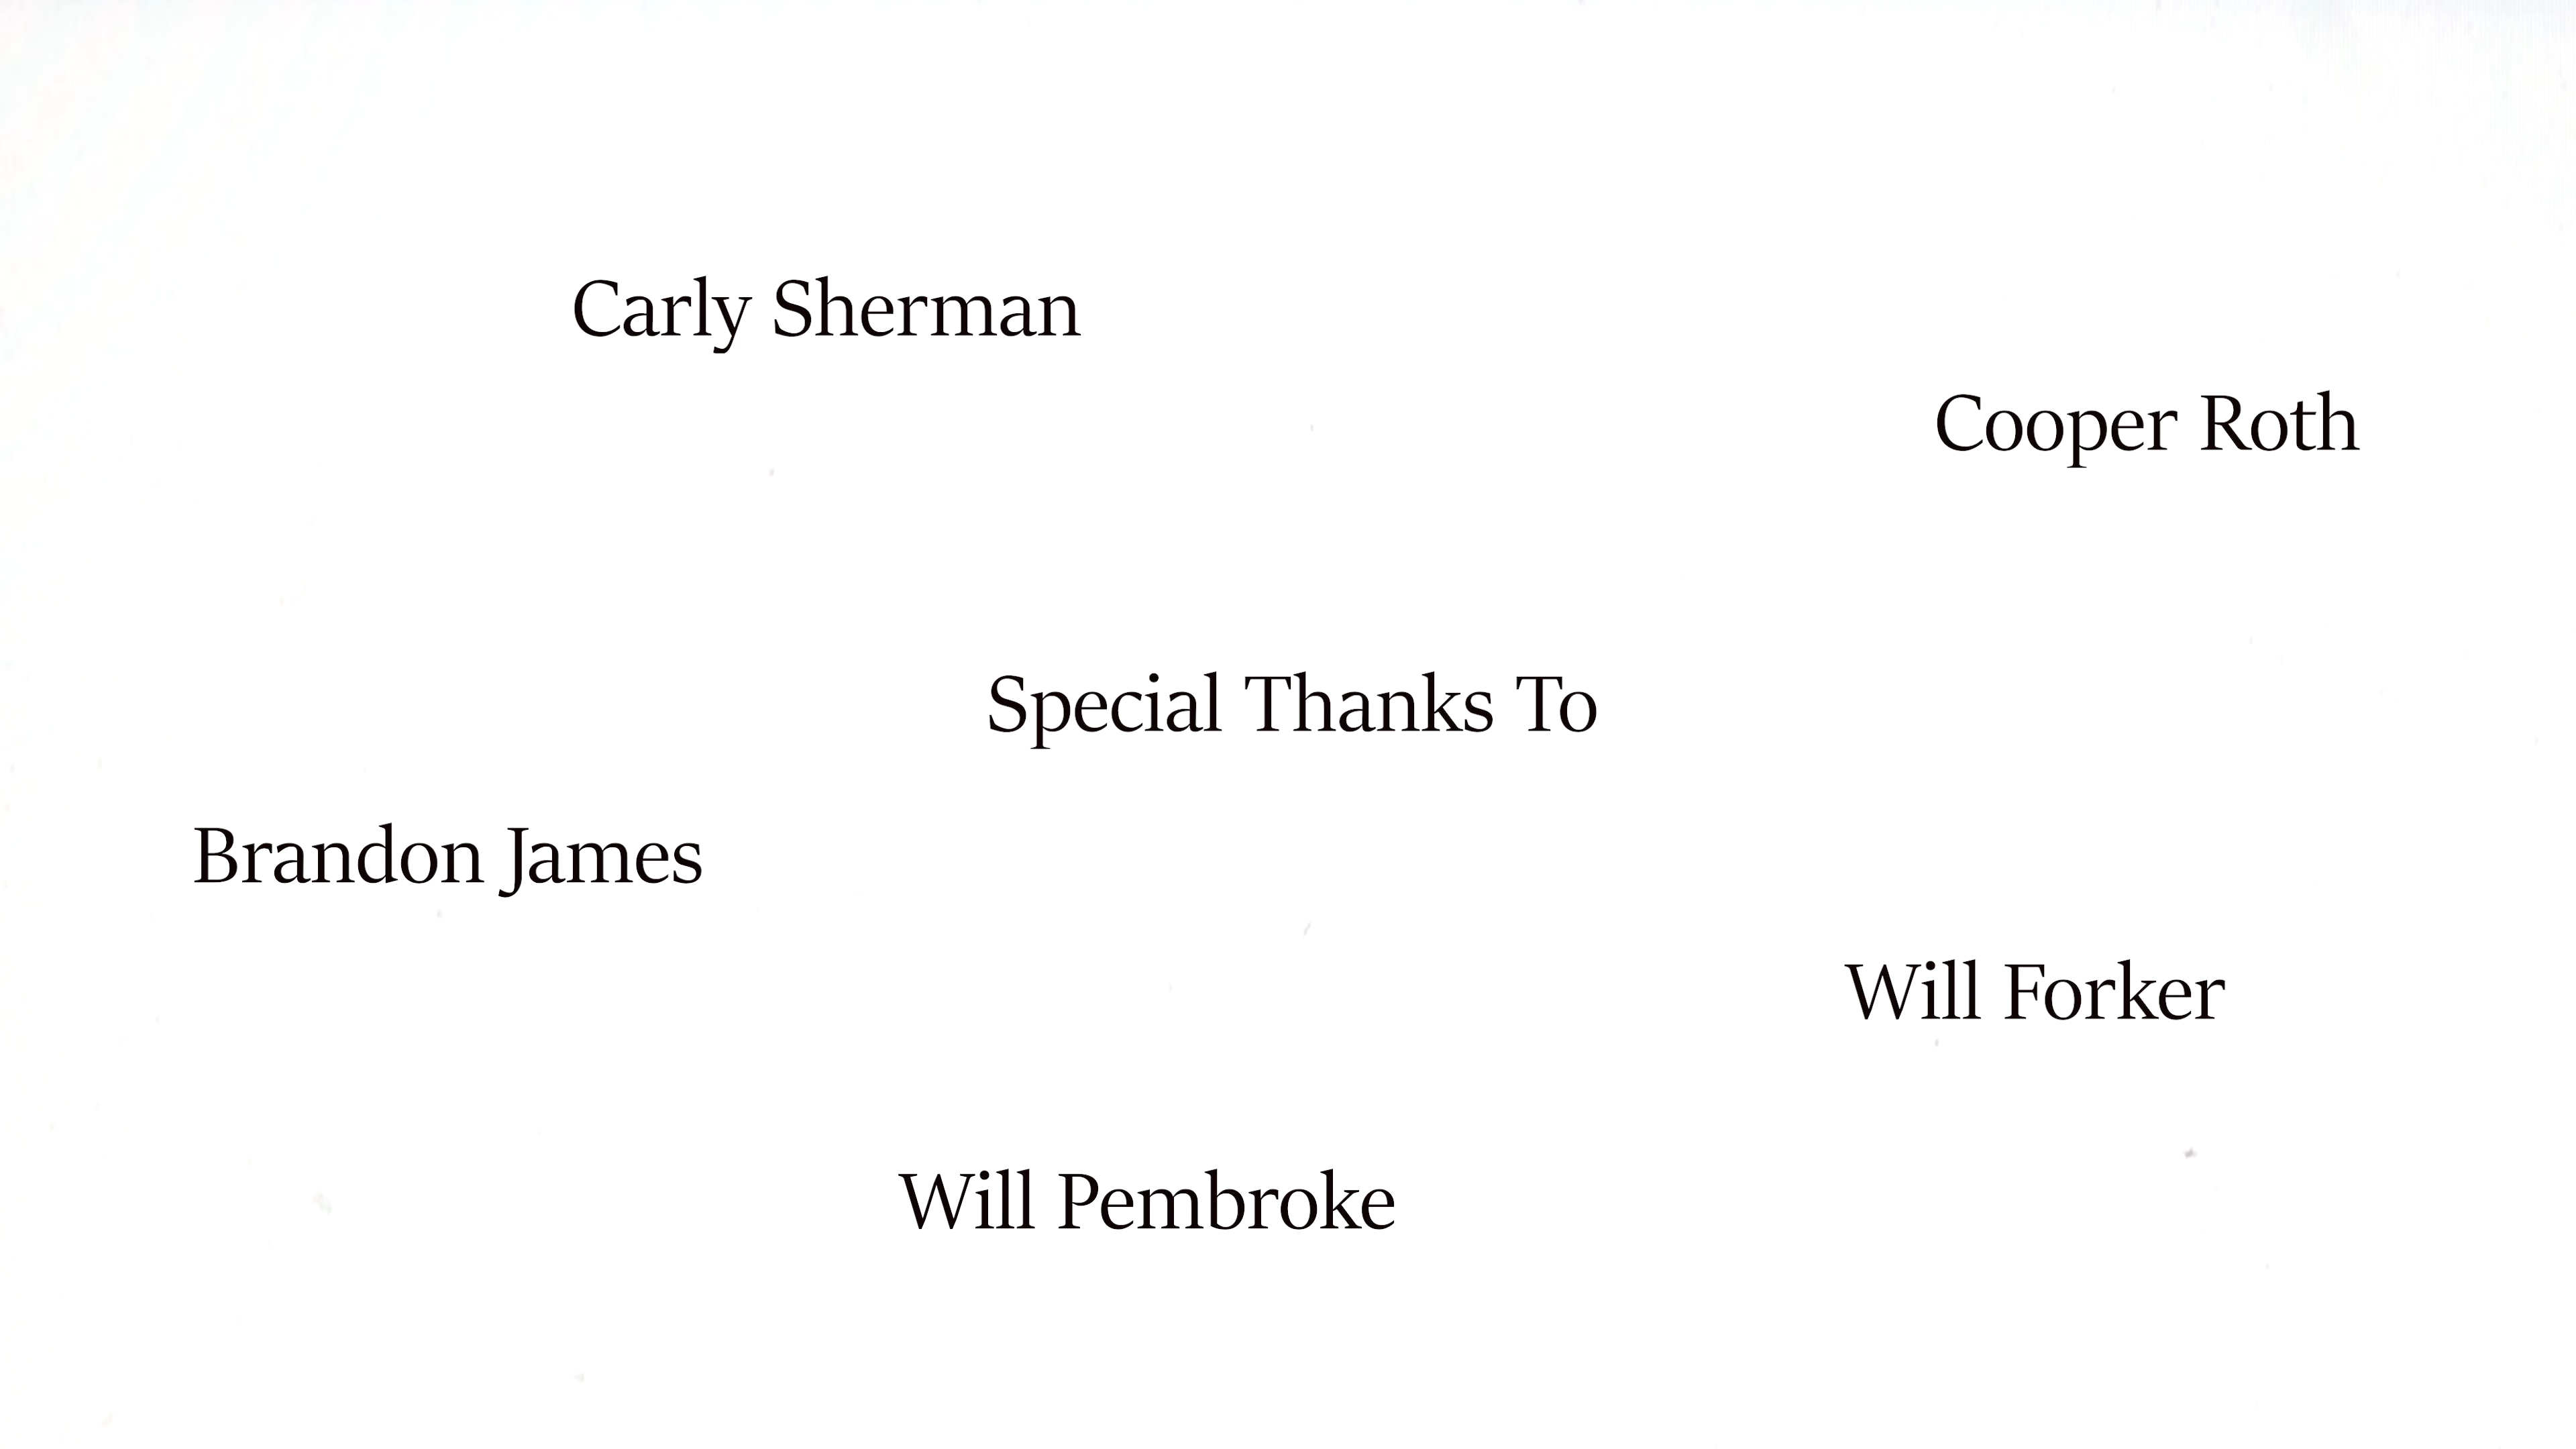 Carly Sherman
Cooper Roth
Special Thanks To
Brandon James
Will Forker
Will Pembroke